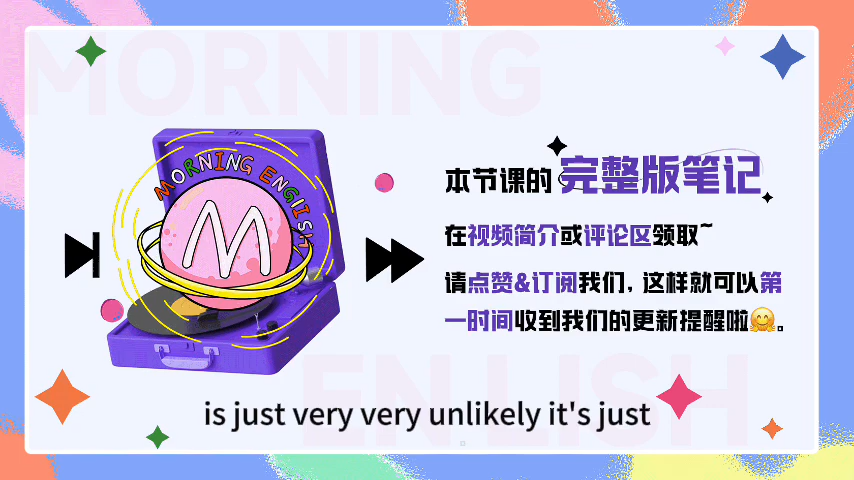 MORNING
MORNING ENGLISH
M
本节课的 完整版笔记
在视频简介或评论区领取~
请点赞&订阅我们，这样就可以第
一时间收到我们的更新提醒啦🤗。
EN LISH
is just very very unlikely it's just